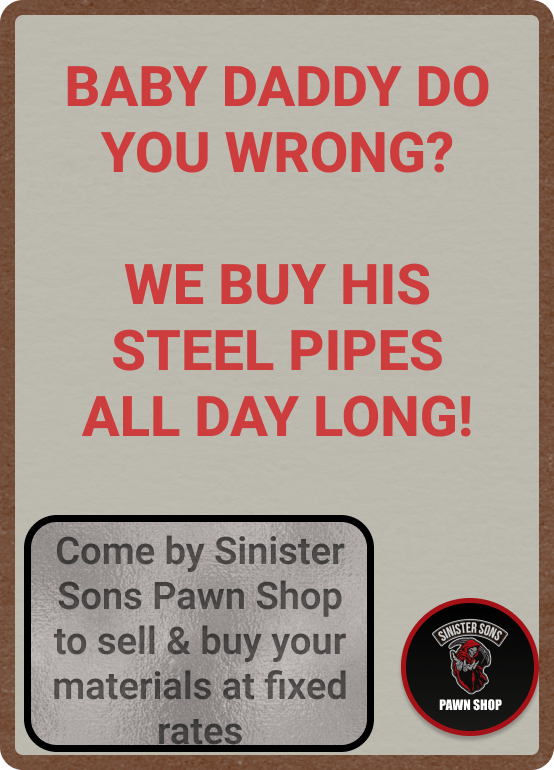 BABY DADDY DO
YOU WRONG?
WE BUY HIS
STEEL PIPES
ALL DAY LONG!
Come by Sinister
Sons Pawn Shop
to sell & buy your
materials at fixed
rates
SINISTER SONS
PAWN SHOP